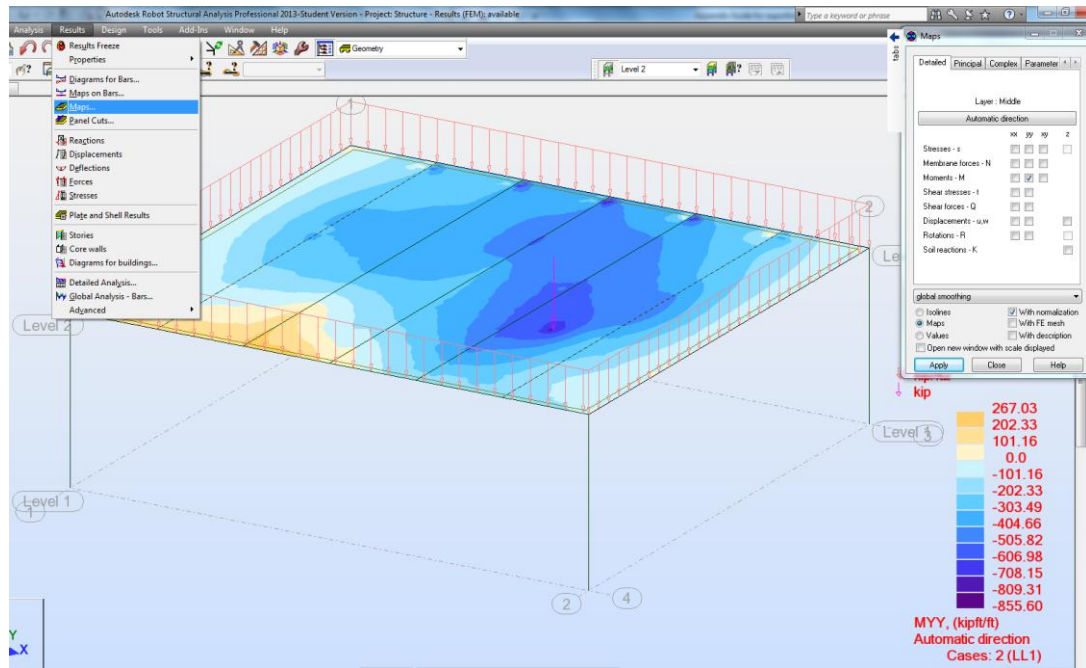 Autodesk Robot Structural Analysis Professional 2013-Student Version - Project: Structure - Results (FEM): available
Type a keyword or phrase
Analysis Results Design Tools Add-Ins Window Help
Geometry
Level 2
Results Freeze
Properties
Diagrams for Bars...
Maps on Bars...
Maps...
Panel Cuts...
Reactions
Displacements
Deflections
Forces
Stresses
Plate and Shell Results
Stories
Core walls
Diagrams for buildings...
Detailed Analysis...
Global Analysis - Bars...
Advanced
tabs
Maps
Detailed Principal Complex Parameter
Layer : Middle
Automatic direction
xx yy xy z
Stresses - s
Membrane forces - N
Moments - M
Shear stresses - t
Shear forces - Q
Displacements - u,w
Rotations - R
Soil reactions - K
global smoothing
Isolines
With normalization
Maps
With FE mesh
Values
With description
Open new window with scale displayed
Apply Close Help
1
2
Level 2
Level 1
1
Level 1
3
2
4
kip
267.03
202.33
101.16
0.0
-101.16
-202.33
-303.49
-404.66
-505.82
-606.98
-708.15
-809.31
-855.60
MYY, (kipft/ft)
Automatic direction
Cases: 2 (LL1)
Y
X